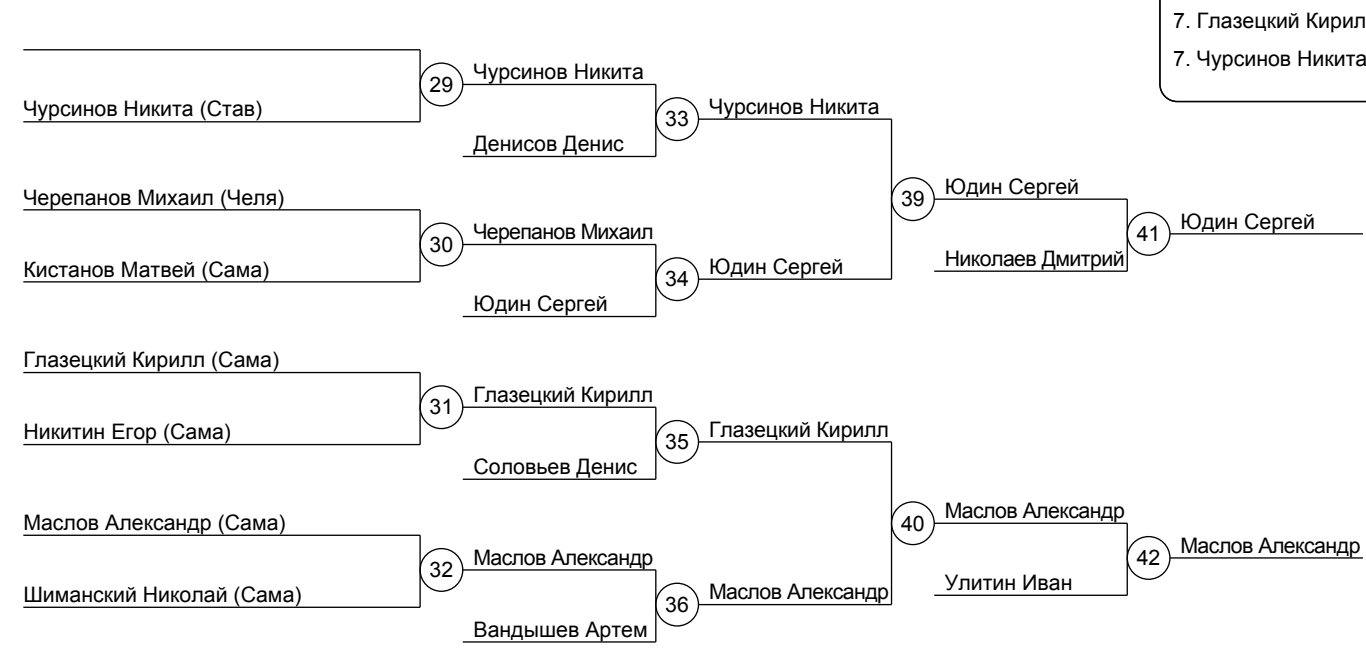 7. Глазецкий Кирил
7. Чурсинов Никита
Чурсинов Никита (Став)
29
Чурсинов Никита
Денисов Денис
33
Чурсинов Никита
Черепанов Михаил (Челя)
Кистанов Матвей (Сама)
30
Черепанов Михаил
Юдин Сергей
34
Юдин Сергей
39
Юдин Сергей
Николаев Дмитрий
41
Юдин Сергей
Глазецкий Кирилл (Сама)
Никитин Егор (Сама)
31
Глазецкий Кирилл
Соловьев Денис
35
Глазецкий Кирилл
Маслов Александр (Сама)
Шиманский Николай (Сама)
32
Маслов Александр
Вандышев Артем
36
Маслов Александр
40
Маслов Александр
Улитин Иван
42
Маслов Александр